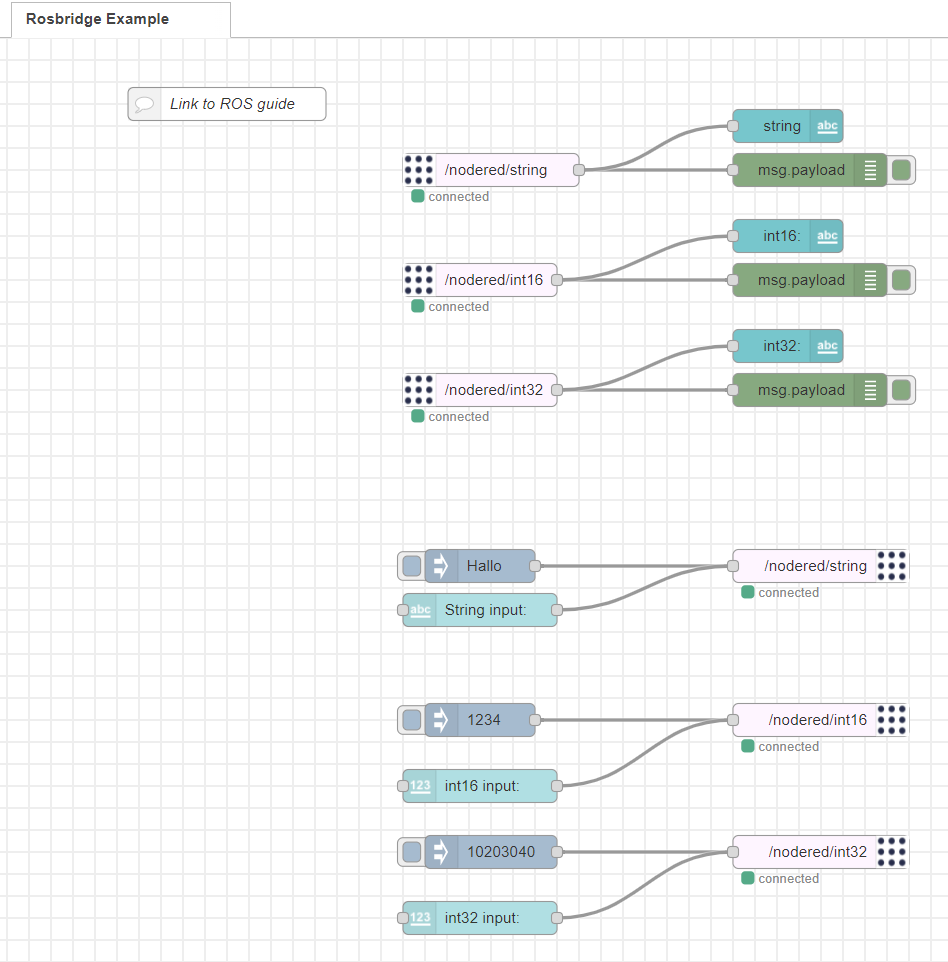 Rosbridge Example
Link to ROS guide
string abc
/nodered/string
msg.payload
connected
int16: abc
/nodered/int16
msg.payload
connected
int32: abc
/nodered/int32
msg.payload
connected
Hallo
/nodered/string
connected
abc String input:
1234
/nodered/int16
connected
123 int16 input:
10203040
/nodered/int32
connected
123 int32 input: